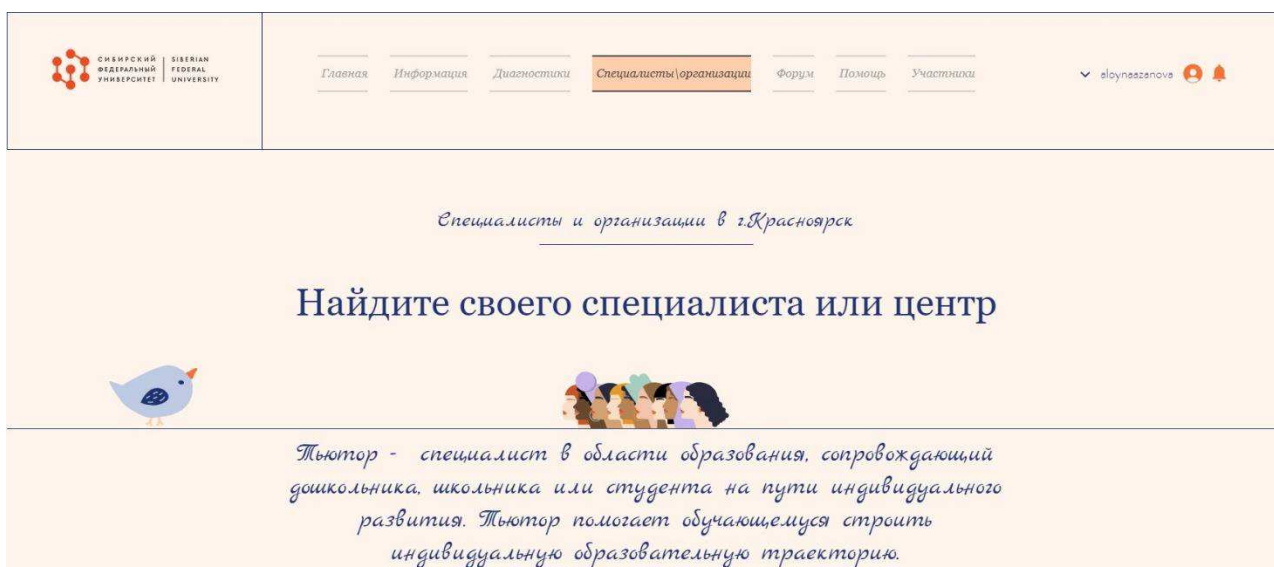 СИБИРСКИЙ
ФЕДЕРАЛЬНЫЙ
УНИВЕРСИТЕТ
SIBERIAN
FEDERAL
UNIVERSITY
Главная Информация Диагностики Специалисты\организации Форум Помощь Участники
aloynaazanova
Специалисты и организации в г.Красноярск
Найдите своего специалиста или центр
Тьютор - специалист в области образования, сопровождающий
дошкольника, школьника или студента на пути индивидуального
развития. Тьютор помогает обучающемуся строить
индивидуальную образовательную траекторию.